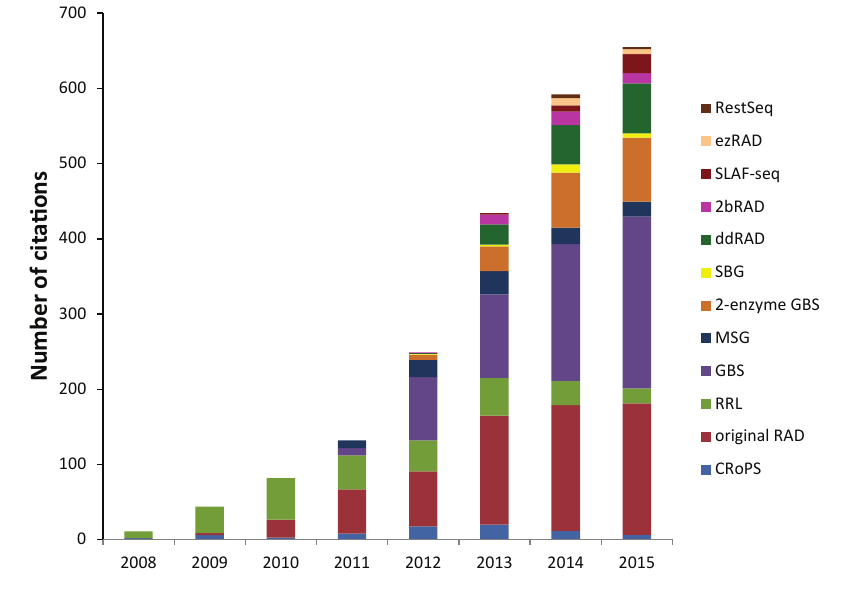 700
600
500
400
300
200
100
0
Number of citations
2008 2009 2010 2011 2012 2013 2014 2015
RestSeq
ezRAD
SLAF-seq
2bRAD
ddRAD
SBG
2-enzyme GBS
MSG
GBS
RRL
original RAD
CRoPS